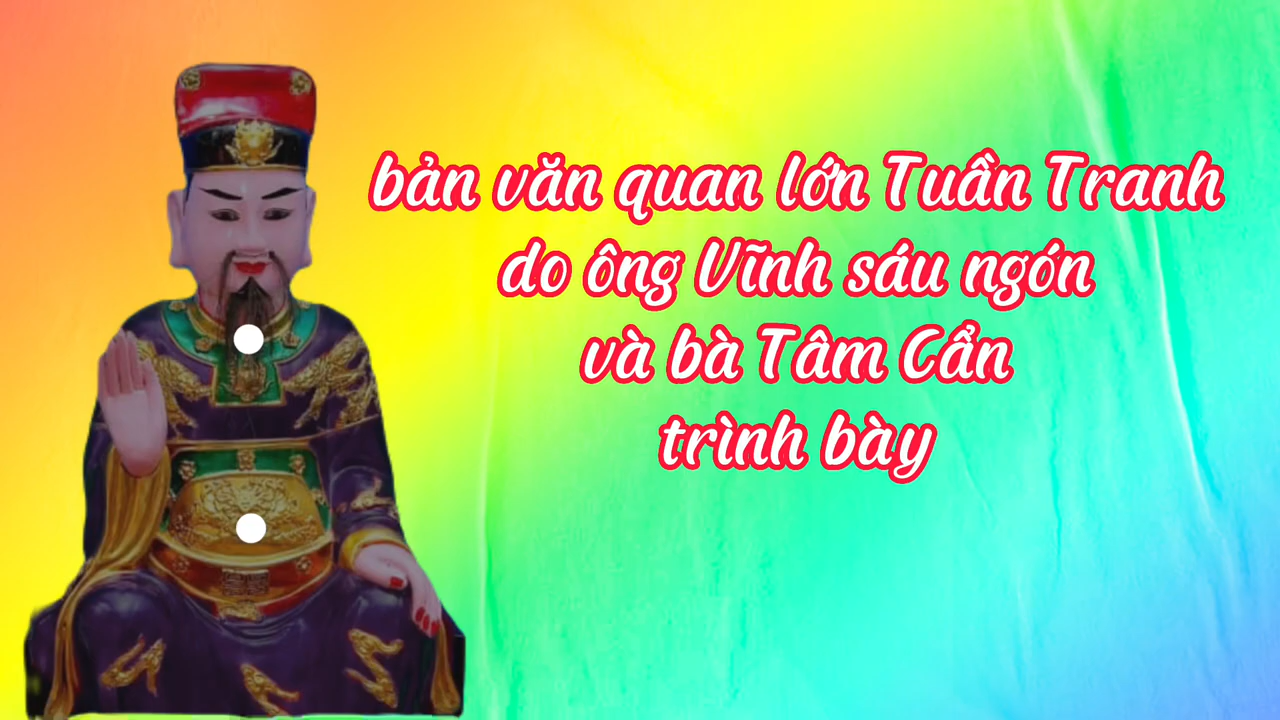 bản văn quan lớn Tuần Tranh
do ông Vĩnh sáu ngón
và bà Tâm Cẩn
trình bày